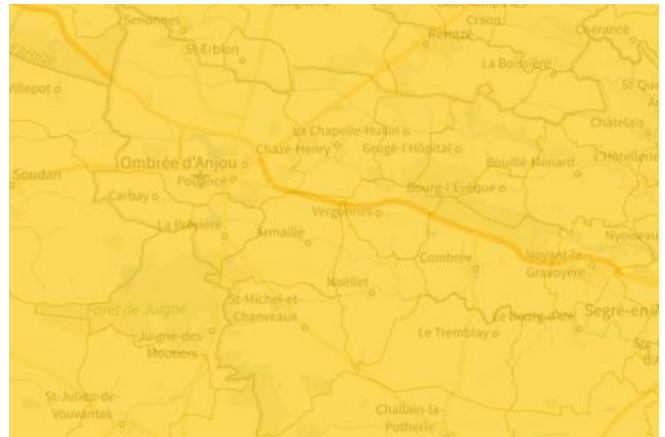 Craon
Senonnes
Chérancé
Renazé
St-Erblon
d'Araize
La Boissière
Villepot
St-Qu
Châtelais
La Chapelle-Hullin
Chazé-Henry
Grugé-l'Hôpital
Bouillé-Ménard
L'Hôtellerie
Ombrée d'Anjou
Soudan
Pouancé
Carbay
Bourg-l'Évêque
Vergonnes
La Prévière
Armaillé
Nyoiseau
Combrée
Noyant-la-
Gravoyère
Noëllet
St-Michel-et-
Chanveaux
Forêt de Juigné
Le Bourg-d'Iré
Segré-en-A
Juigné-des-
Moutiers
Le Tremblay
Ste-
d'A
St-Julien-de-
Vouvantes
Challain-la-
Potherie